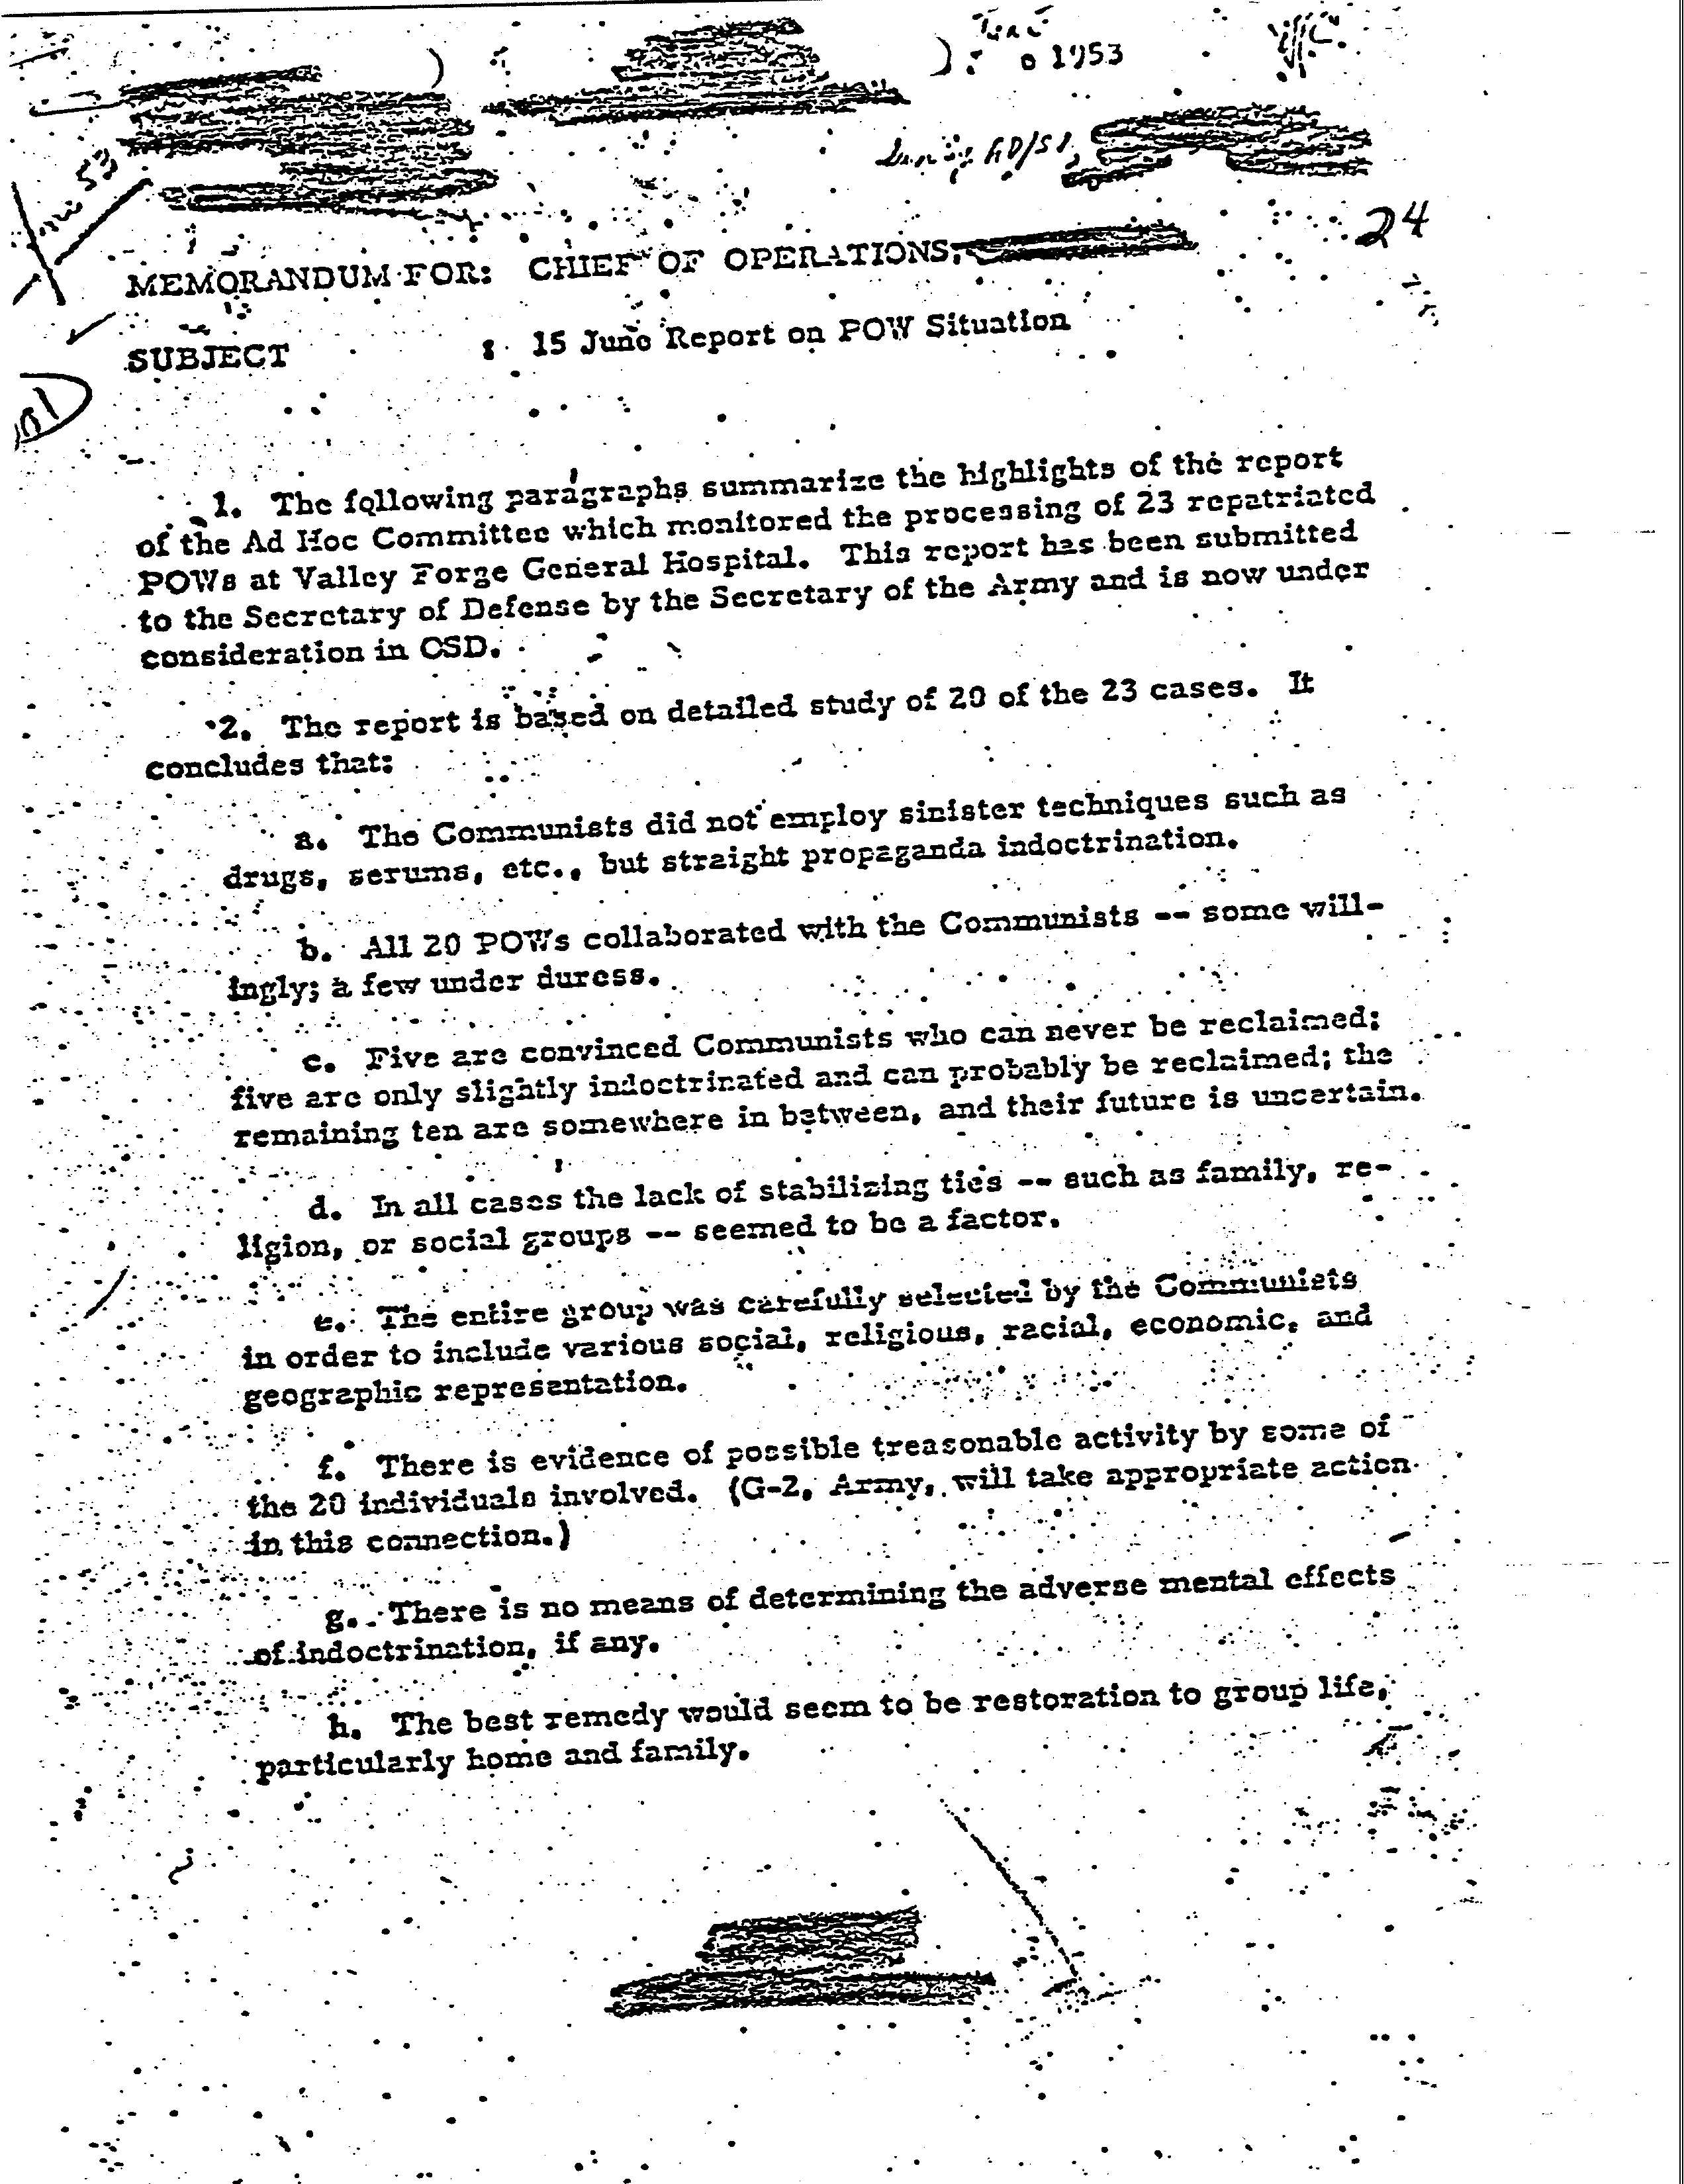 1953
53
24
MEMORANDUM FOR: CHIEF OF OPERATIONS,
SUBJECT : 15 June Report on POW Situation
1. The following paragraphs summarize the highlights of the report
of the Ad Hoc Committee which monitored the processing of 23 repatriated
POWs at Valley Forge General Hospital. This report has been submitted
to the Secretary of Defense by the Secretary of the Army and is now under
consideration in OSD.
2. The report is based on detailed study of 20 of the 23 cases. It
concludes that:
a. The Communists did not employ sinister techniques such as
drugs, serums, etc., but straight propaganda indoctrination.
b. All 20 POWs collaborated with the Communists -- some will-
ingly; a few under duress.
c. Five are convinced Communists who can never be reclaimed;
five are only slightly indoctrinated and can probably be reclaimed; the
remaining ten are somewhere in between, and their future is uncertain.
d. In all cases the lack of stabilizing ties -- such as family, re-
ligion, or social groups -- seemed to be a factor.
e. The entire group was carefully selected by the Communists
in order to include various social, religious, racial, economic, and
geographic representation.
f. There is evidence of possible treasonable activity by some of
the 20 individuals involved. (G-2, Army, will take appropriate action
in this connection.)
g. There is no means of determining the adverse mental effects
of indoctrination, if any.
h. The best remedy would seem to be restoration to group life,
particularly home and family.